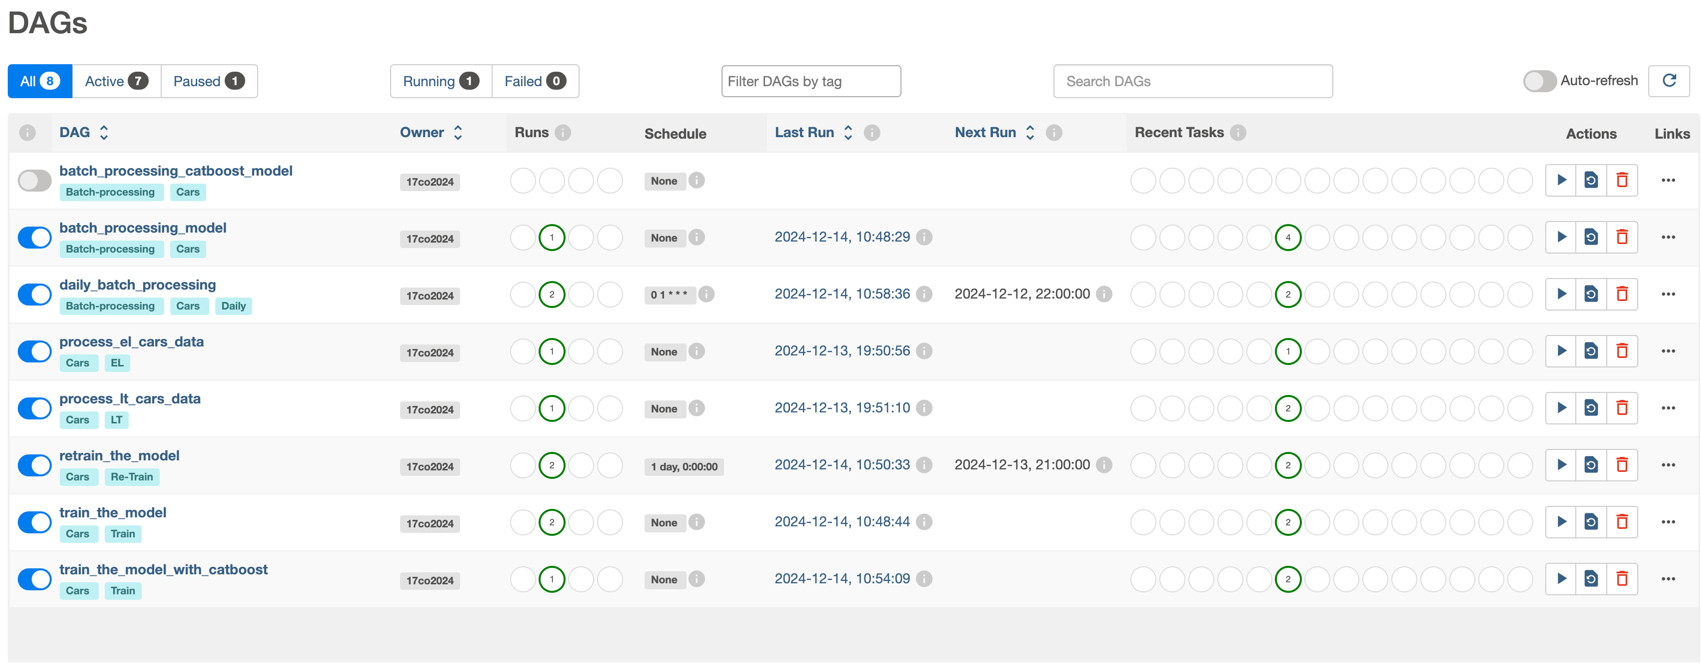 DAGs
All 8 Active 7 Paused 1 Running 1 Failed 0 Filter DAGs by tag Search DAGs Auto-refresh
DAG Owner Runs Schedule Last Run Next Run Recent Tasks Actions Links
batch_processing_catboost_model
Batch-processing Cars 17co2024 None
batch_processing_model
Batch-processing Cars 17co2024 1 None 2024-12-14, 10:48:29 4
daily_batch_processing
Batch-processing Cars Daily 17co2024 2 0 1 * * * 2024-12-14, 10:58:36 2024-12-12, 22:00:00 2
process_el_cars_data
Cars EL 17co2024 1 None 2024-12-13, 19:50:56 1
process_lt_cars_data
Cars LT 17co2024 1 None 2024-12-13, 19:51:10 2
retrain_the_model
Cars Re-Train 17co2024 2 1 day, 0:00:00 2024-12-14, 10:50:33 2024-12-13, 21:00:00 2
train_the_model
Cars Train 17co2024 2 None 2024-12-14, 10:48:44 2
train_the_model_with_catboost
Cars Train 17co2024 1 None 2024-12-14, 10:54:09 2